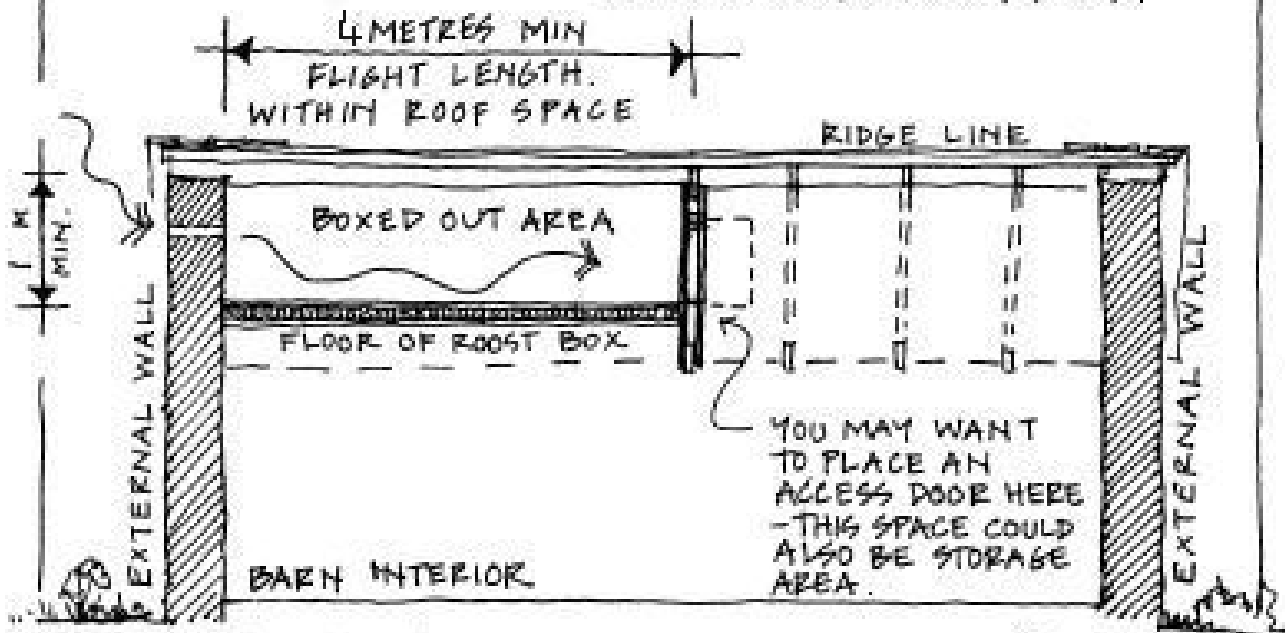 4 METRES MIN
FLIGHT LENGTH.
WITHIN ROOF SPACE
RIDGE LINE
1 M
MIN.
BOXED OUT AREA
FLOOR OF ROOST BOX
EXTERNAL WALL
EXTERNAL WALL
YOU MAY WANT
TO PLACE AN
ACCESS DOOR HERE
- THIS SPACE COULD
ALSO BE STORAGE
AREA.
BARN INTERIOR